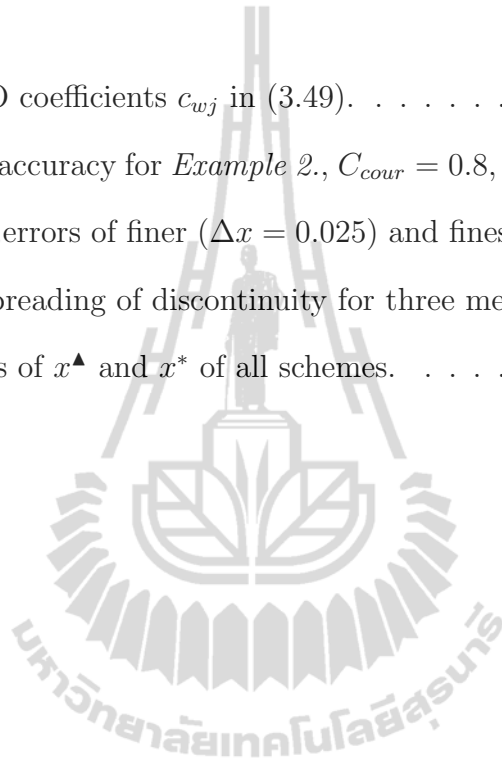 coefficients $c_{wj}$ in (3.49). . . . . . . .
accuracy for Example 2., $C_{cour}$ = 0.8,
errors of finer (Δx = 0.025) and fines
preading of discontinuity for three me
s of $x^{▲}$ and $x^{*}$ of all schemes. . . . . .
มหาวิทยาลัยเทคโนโลยีสุรนารี